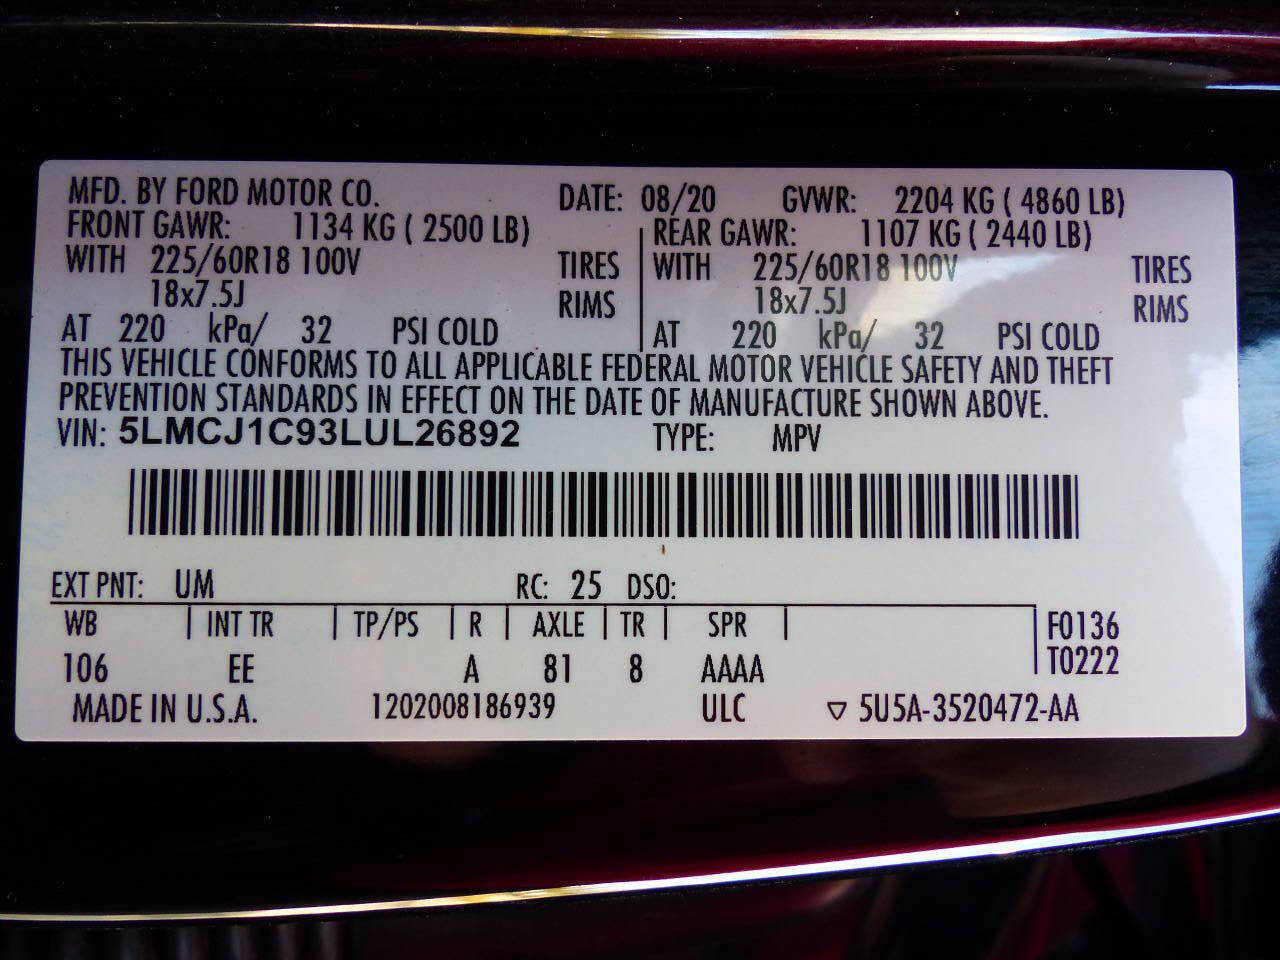 MFD. BY FORD MOTOR CO. DATE: 08/20 GVWR: 2204 KG ( 4860 LB)
FRONT GAWR: 1134 KG ( 2500 LB) REAR GAWR: 1107 KG ( 2440 LB)
WITH 225/60R18 100V TIRES WITH 225/60R18 100V TIRES
18x7.5J RIMS 18x7.5J RIMS
AT 220 kPa/ 32 PSI COLD AT 220 kPa/ 32 PSI COLD
THIS VEHICLE CONFORMS TO ALL APPLICABLE FEDERAL MOTOR VEHICLE SAFETY AND THEFT
PREVENTION STANDARDS IN EFFECT ON THE DATE OF MANUFACTURE SHOWN ABOVE.
VIN: 5LMCJ1C93LUL26892 TYPE: MPV
EXT PNT: UM RC: 25 DSO:
WB INT TR TP/PS R AXLE TR SPR F0136
106 EE A 81 8 AAAA T0222
MADE IN U.S.A. 1202008186939 ULC ▽ 5U5A-3520472-AA